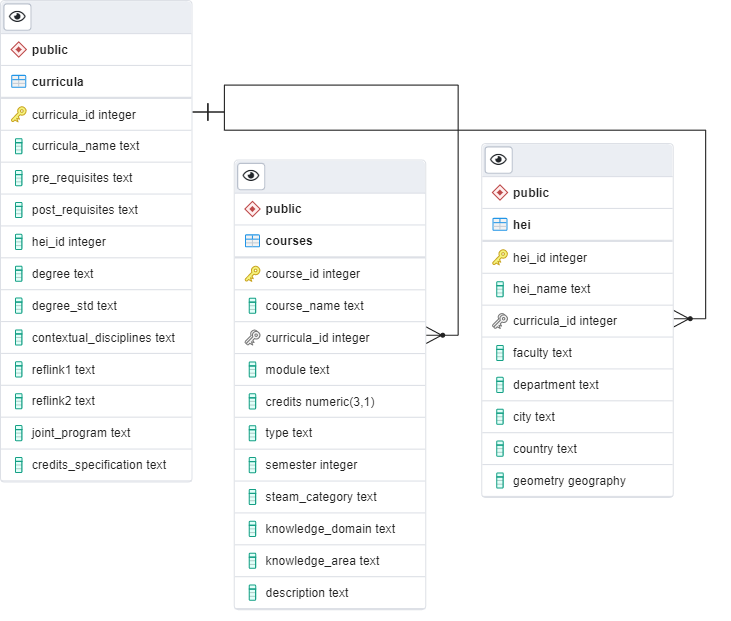 public
curricula
curricula_id integer
curricula_name text
pre_requisites text
post_requisites text
hei_id integer
degree text
degree_std text
contextual_disciplines text
reflink1 text
reflink2 text
joint_program text
credits_specification text
public
courses
course_id integer
course_name text
curricula_id integer
module text
credits numeric(3,1)
type text
semester integer
steam_category text
knowledge_domain text
knowledge_area text
description text
public
hei
hei_id integer
hei_name text
curricula_id integer
faculty text
department text
city text
country text
geometry geography